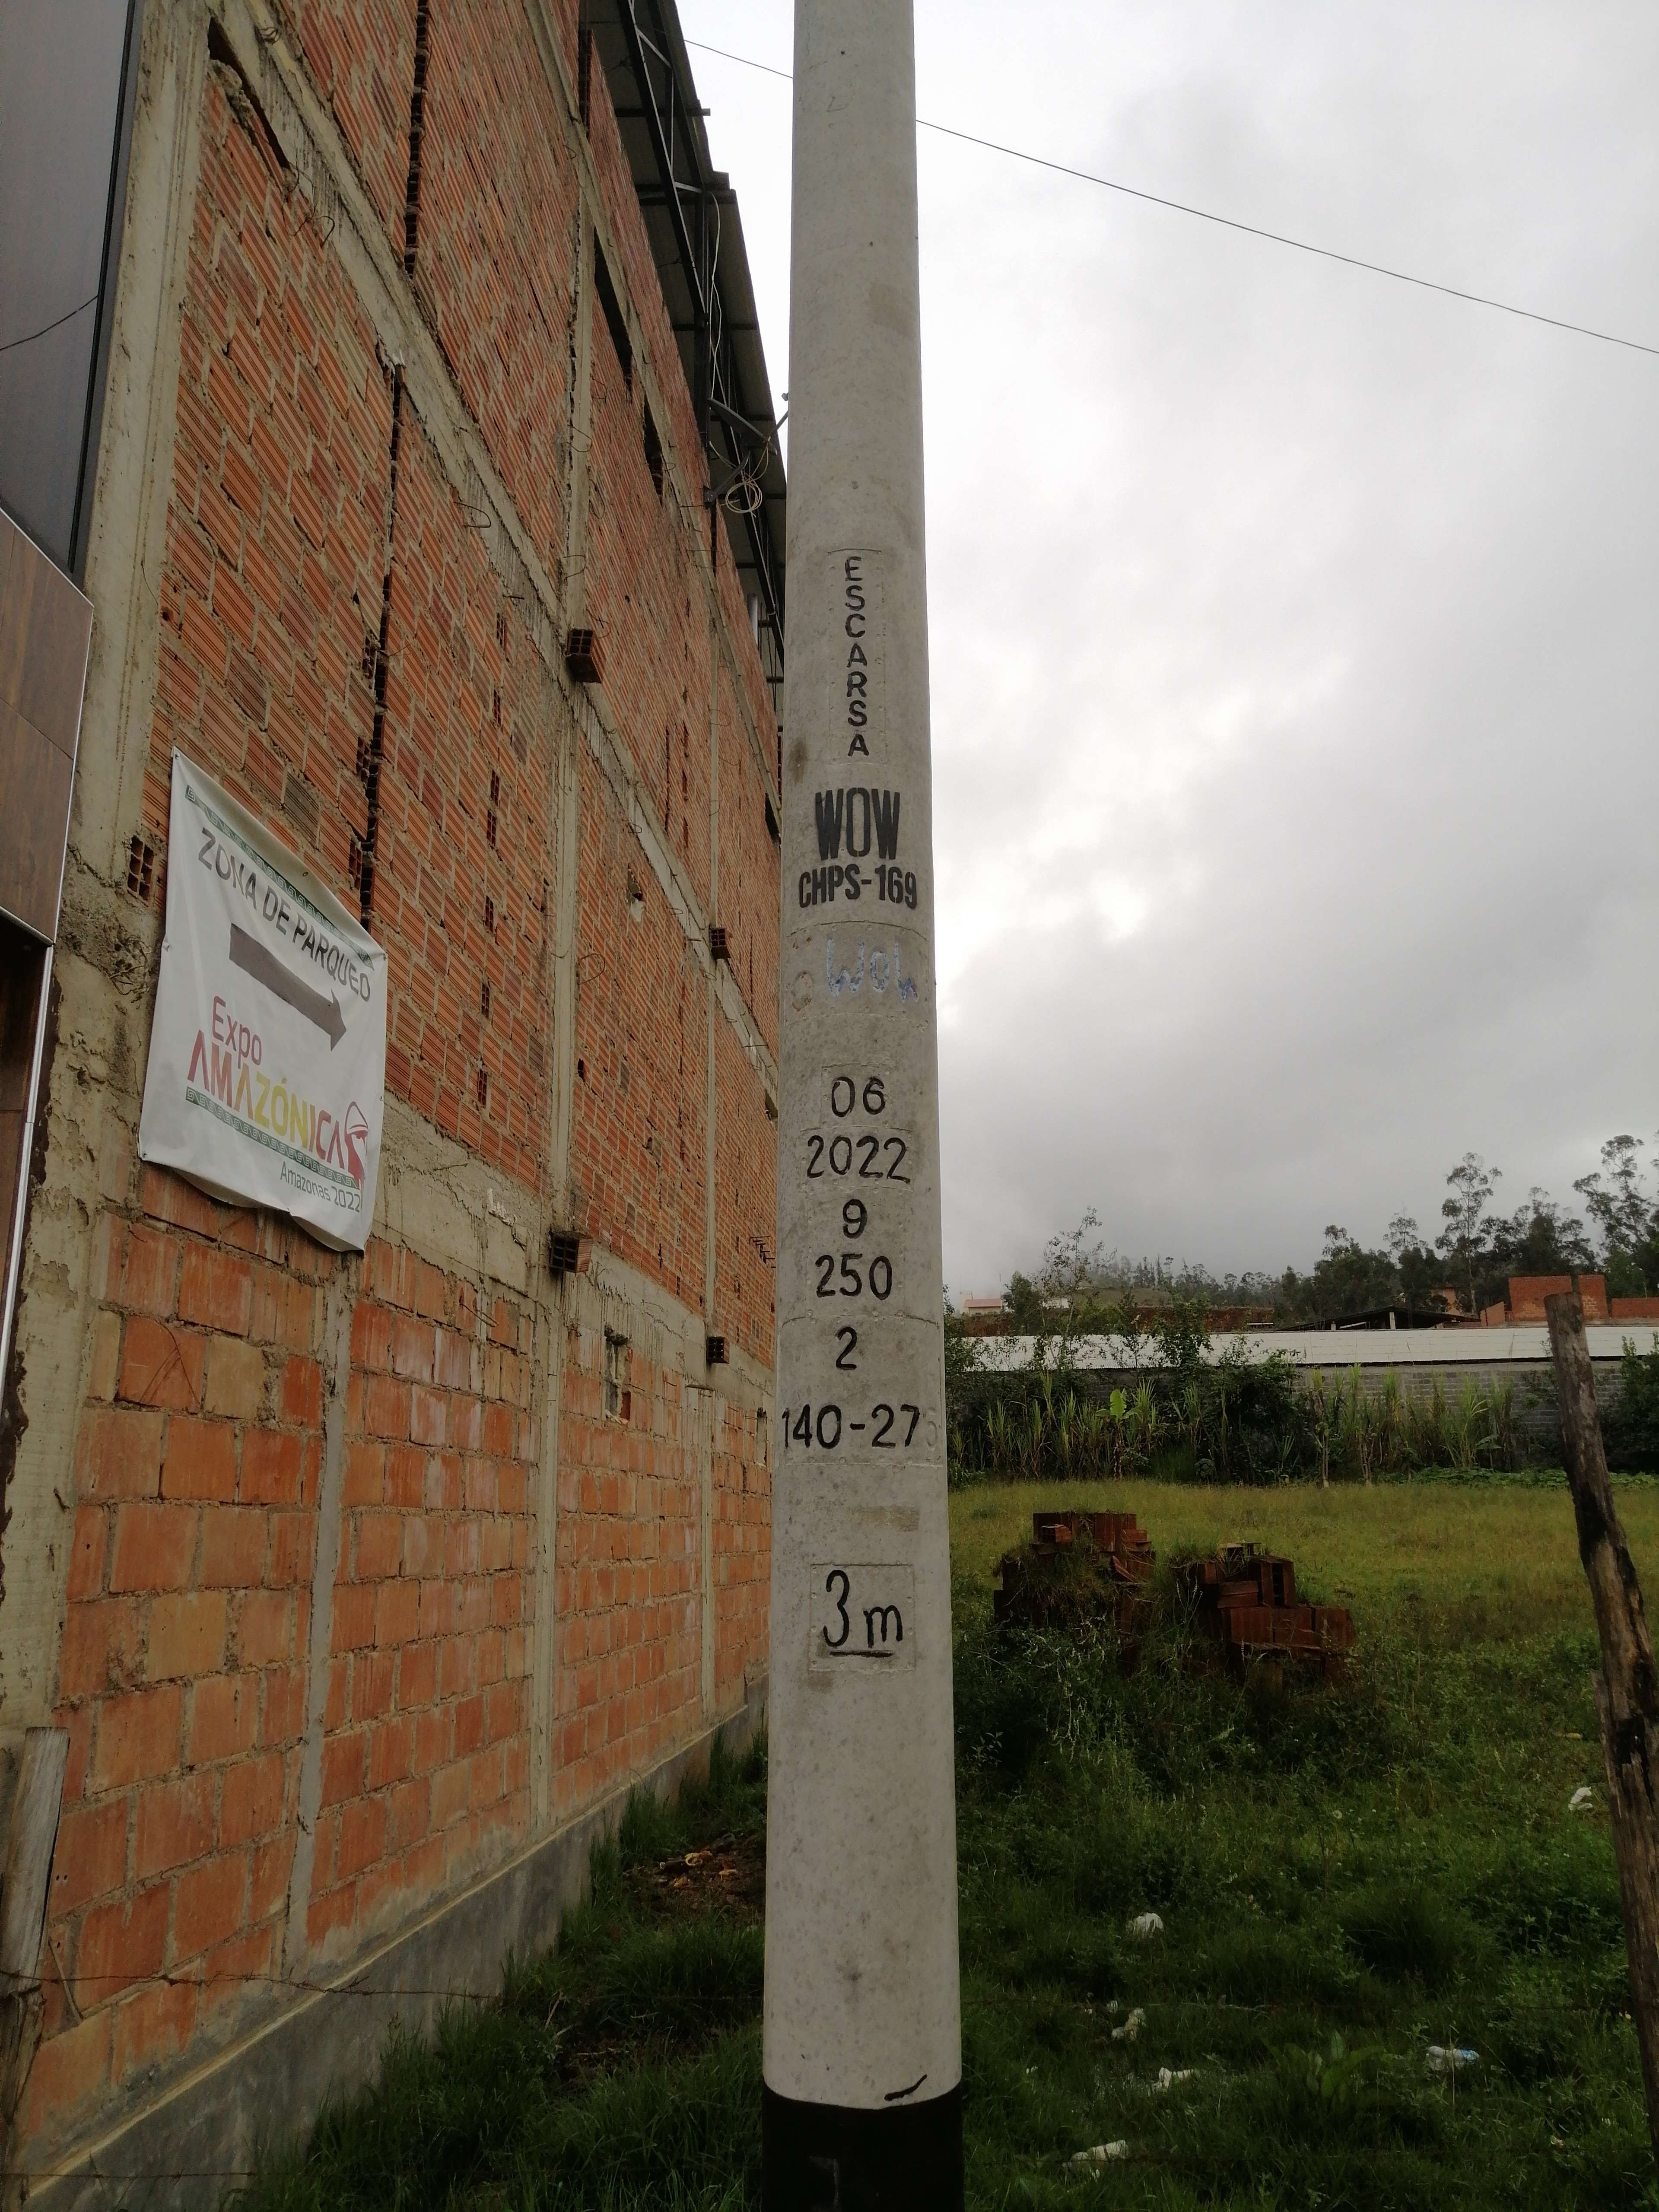 ZONA DE PARQUEO
Expo
AMAZÓNICA
Amazonas 2022
ESCARSA
WOW
CHPS-169
WOW
06
2022
9
250
2
140-275
3m